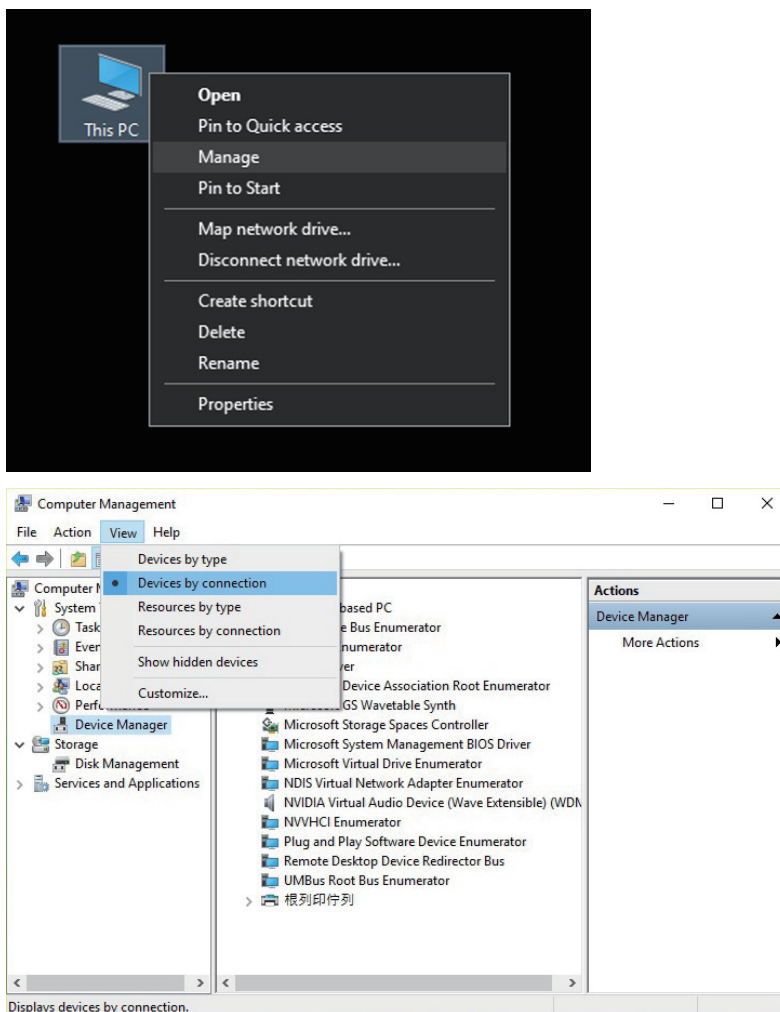 This PC
Open
Pin to Quick access
Manage
Pin to Start
Map network drive...
Disconnect network drive...
Create shortcut
Delete
Rename
Properties
Computer Management
File Action View Help
Devices by type
Devices by connection
Resources by type
Resources by connection
Show hidden devices
Customize...
Computer
System
Task
Device Manager
Storage
Disk Management
Services and Applications
based PC
Bus Enumerator
Device Association Root Enumerator
GS Wavetable Synth
Microsoft Storage Spaces Controller
Microsoft System Management BIOS Driver
Microsoft Virtual Drive Enumerator
NDIS Virtual Network Adapter Enumerator
NVIDIA Virtual Audio Device (Wave Extensible) (WDM
NVVHCI Enumerator
Plug and Play Software Device Enumerator
Remote Desktop Device Redirector Bus
UMBus Root Bus Enumerator
根列印佇列
Actions
Device Manager
More Actions
Displays devices by connection.